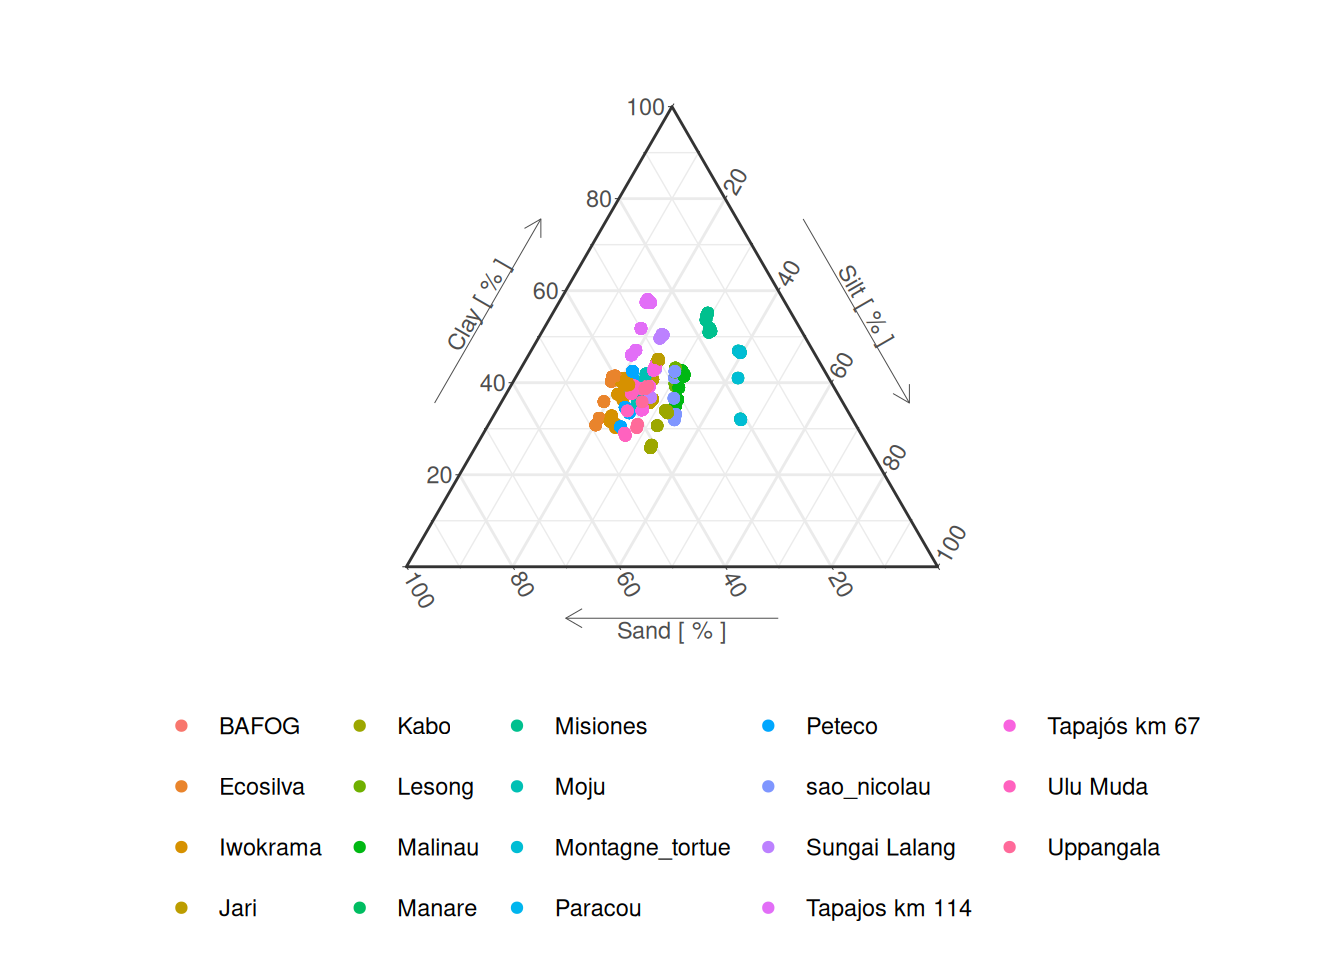 100
80
60
40
20
Clay [ % ]
20
40
60
80
100
Silt [ % ]
100
80
60
40
20
Sand [ % ]
BAFOG
Ecosilva
Iwokrama
Jari
Kabo
Lesong
Malinau
Manare
Misiones
Moju
Montagne_tortue
Paracou
Peteco
sao_nicolau
Sungai Lalang
Tapajos km 114
Tapajós km 67
Ulu Muda
Uppangala